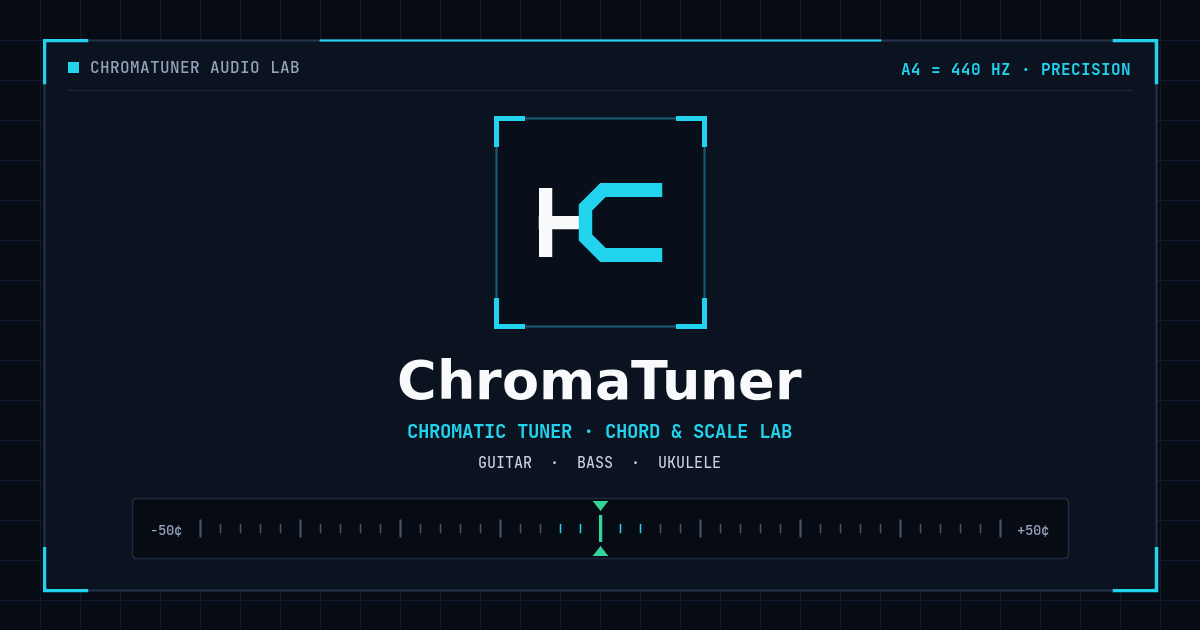 CHROMATUNER AUDIO LAB
A4 = 440 HZ · PRECISION
ChromaTuner
CHROMATIC TUNER · CHORD & SCALE LAB
GUITAR · BASS · UKULELE
-50¢ +50¢